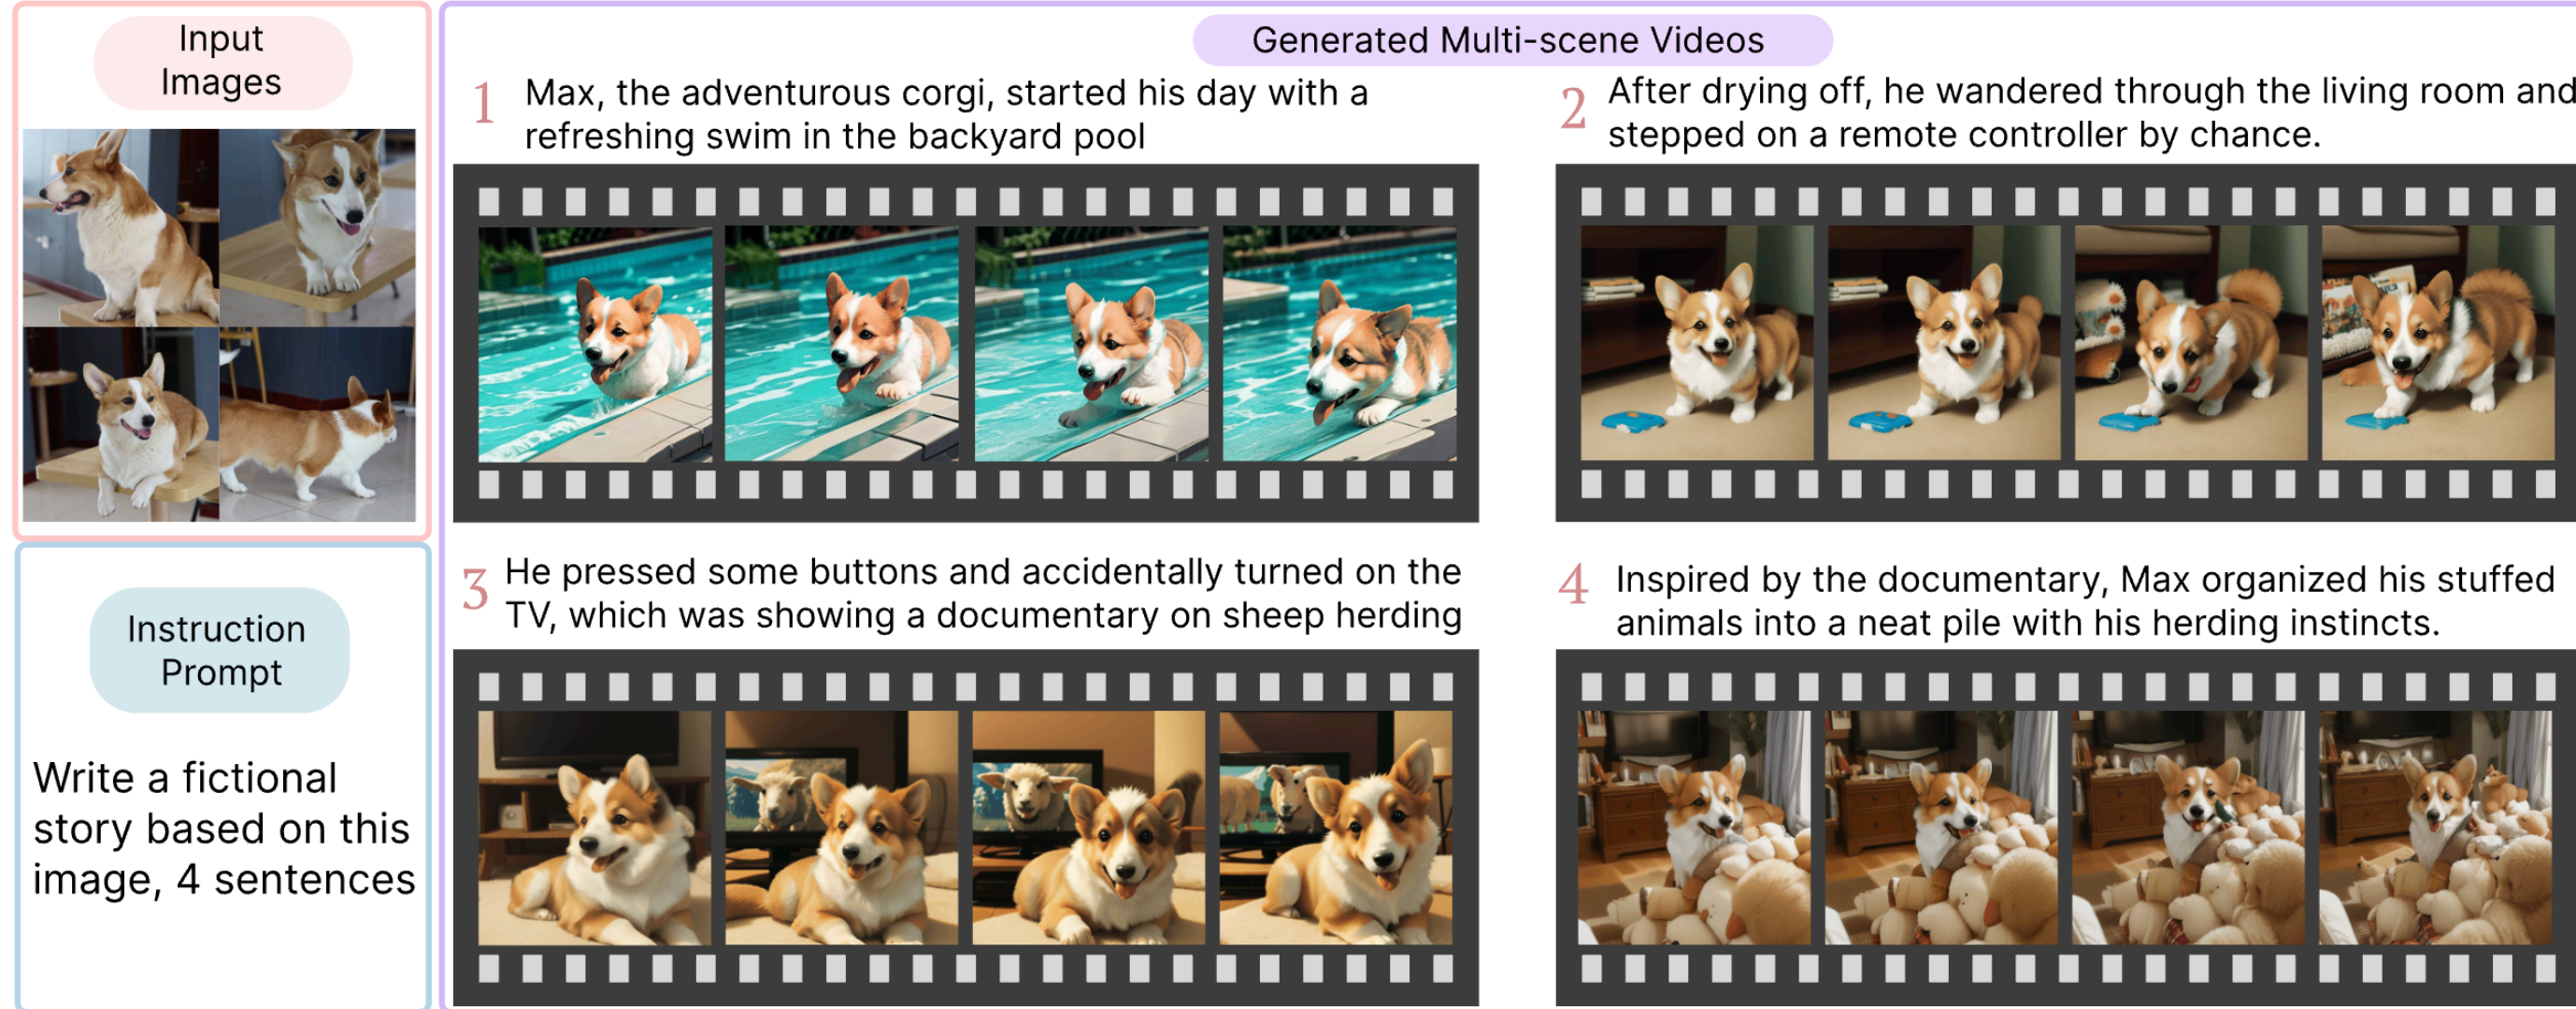 Input
Images
Instruction
Prompt
Write a fictional
story based on this
image, 4 sentences
Generated Multi-scene Videos
1
Max, the adventurous corgi, started his day with a
refreshing swim in the backyard pool
2
After drying off, he wandered through the living room and
stepped on a remote controller by chance.
3
He pressed some buttons and accidentally turned on the
TV, which was showing a documentary on sheep herding
4
Inspired by the documentary, Max organized his stuffed
animals into a neat pile with his herding instincts.